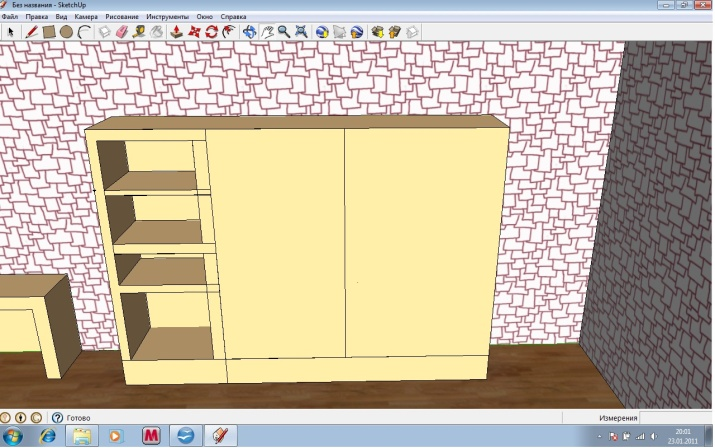 Без названия - SketchUp
Файл Правка Вид Камера Рисование Инструменты Окно Справка
Готово
Измерения
20:01
23.01.2011